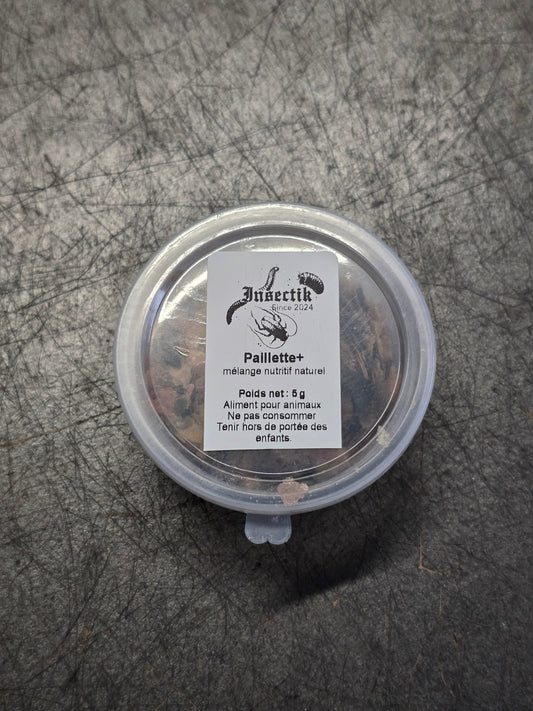 Insectik
Since 2024
Paillette+
mélange nutritif naturel
Poids net : 5 g
Aliment pour animaux
Ne pas consommer
Tenir hors de portée des
enfants.